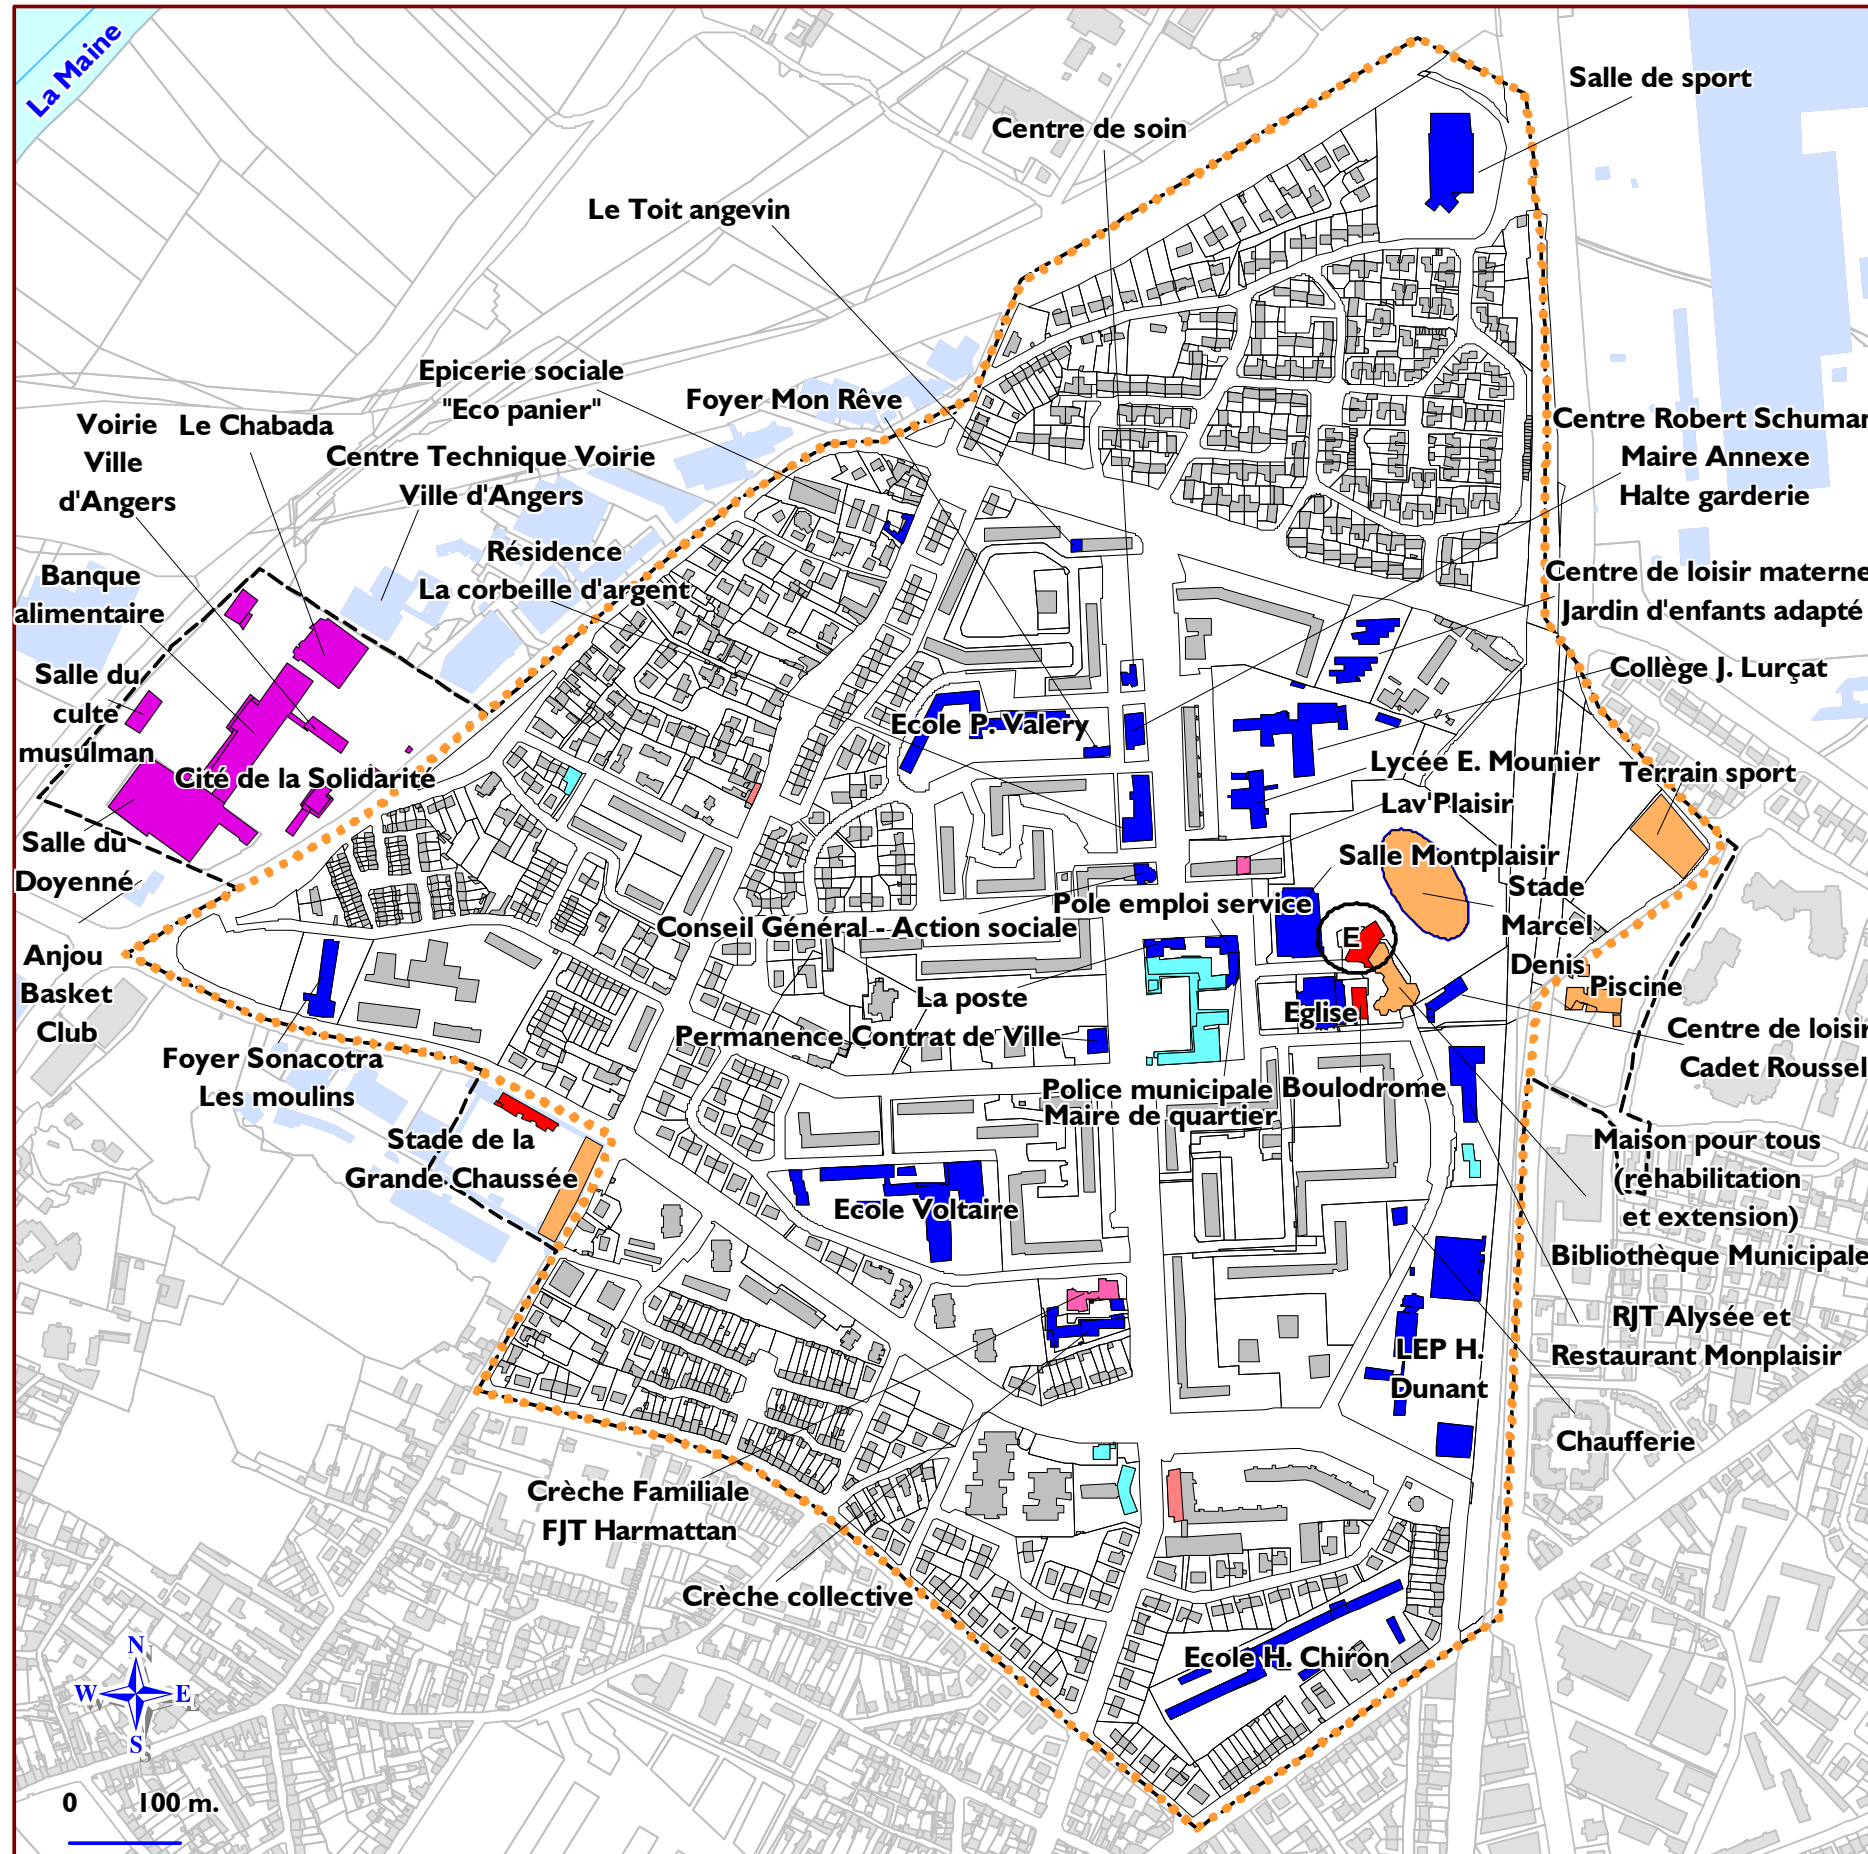 La Maine
Salle de sport
Centre de soin
Le Toit angevin
Epicerie sociale
"Eco panier"
Foyer Mon Rêve
Voirie
Ville
d'Angers
Le Chabada
Centre Technique Voirie
Ville d'Angers
Centre Robert Schuman
Maire Annexe
Halte garderie
Résidence
La corbeille d'argent
Banque
alimentaire
Centre de loisir materne
Jardin d'enfants adapté
Salle du
culte
musulman
Collège J. Lurçat
Ecole P. Valery
Cité de la Solidarité
Lycée E. Mounier
Terrain sport
Lav'Plaisir
Salle du
Doyenné
Salle Montplaisir
Stade
Marcel
Denis
Pole emploi service
Conseil Général - Action sociale
E
Anjou
Basket
Club
La poste
Piscine
Eglise
Permanence Contrat de Ville
Centre de loisir
Cadet Roussel
Foyer Sonacotra
Les moulins
Police municipale
Maire de quartier
Boulodrome
Stade de la
Grande Chaussée
Maison pour tous
(rehabilitation
et extension)
Ecole Voltaire
Bibliothèque Municipale
RJT Alysée et
Restaurant Monplaisir
LEP H.
Dunant
Chaufferie
Crèche Familiale
FJT Harmattan
Crèche collective
Ecole H. Chiron
N
W
E
S
0 100 m.